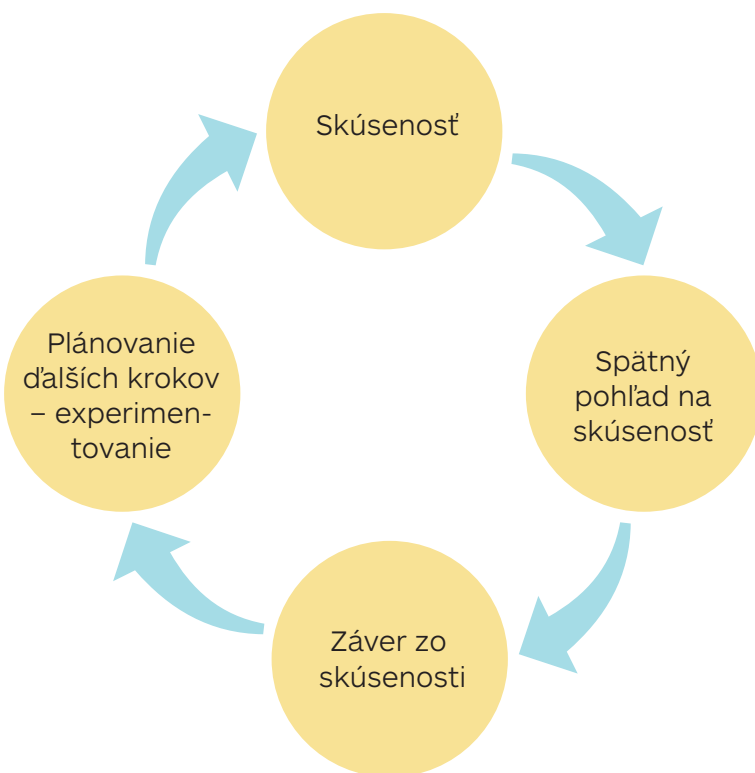 Skúsenosť
Spätný
pohľad na
skúsenosť
Záver zo
skúsenosti
Plánovanie
ďalších krokov
– experimen-
tovanie